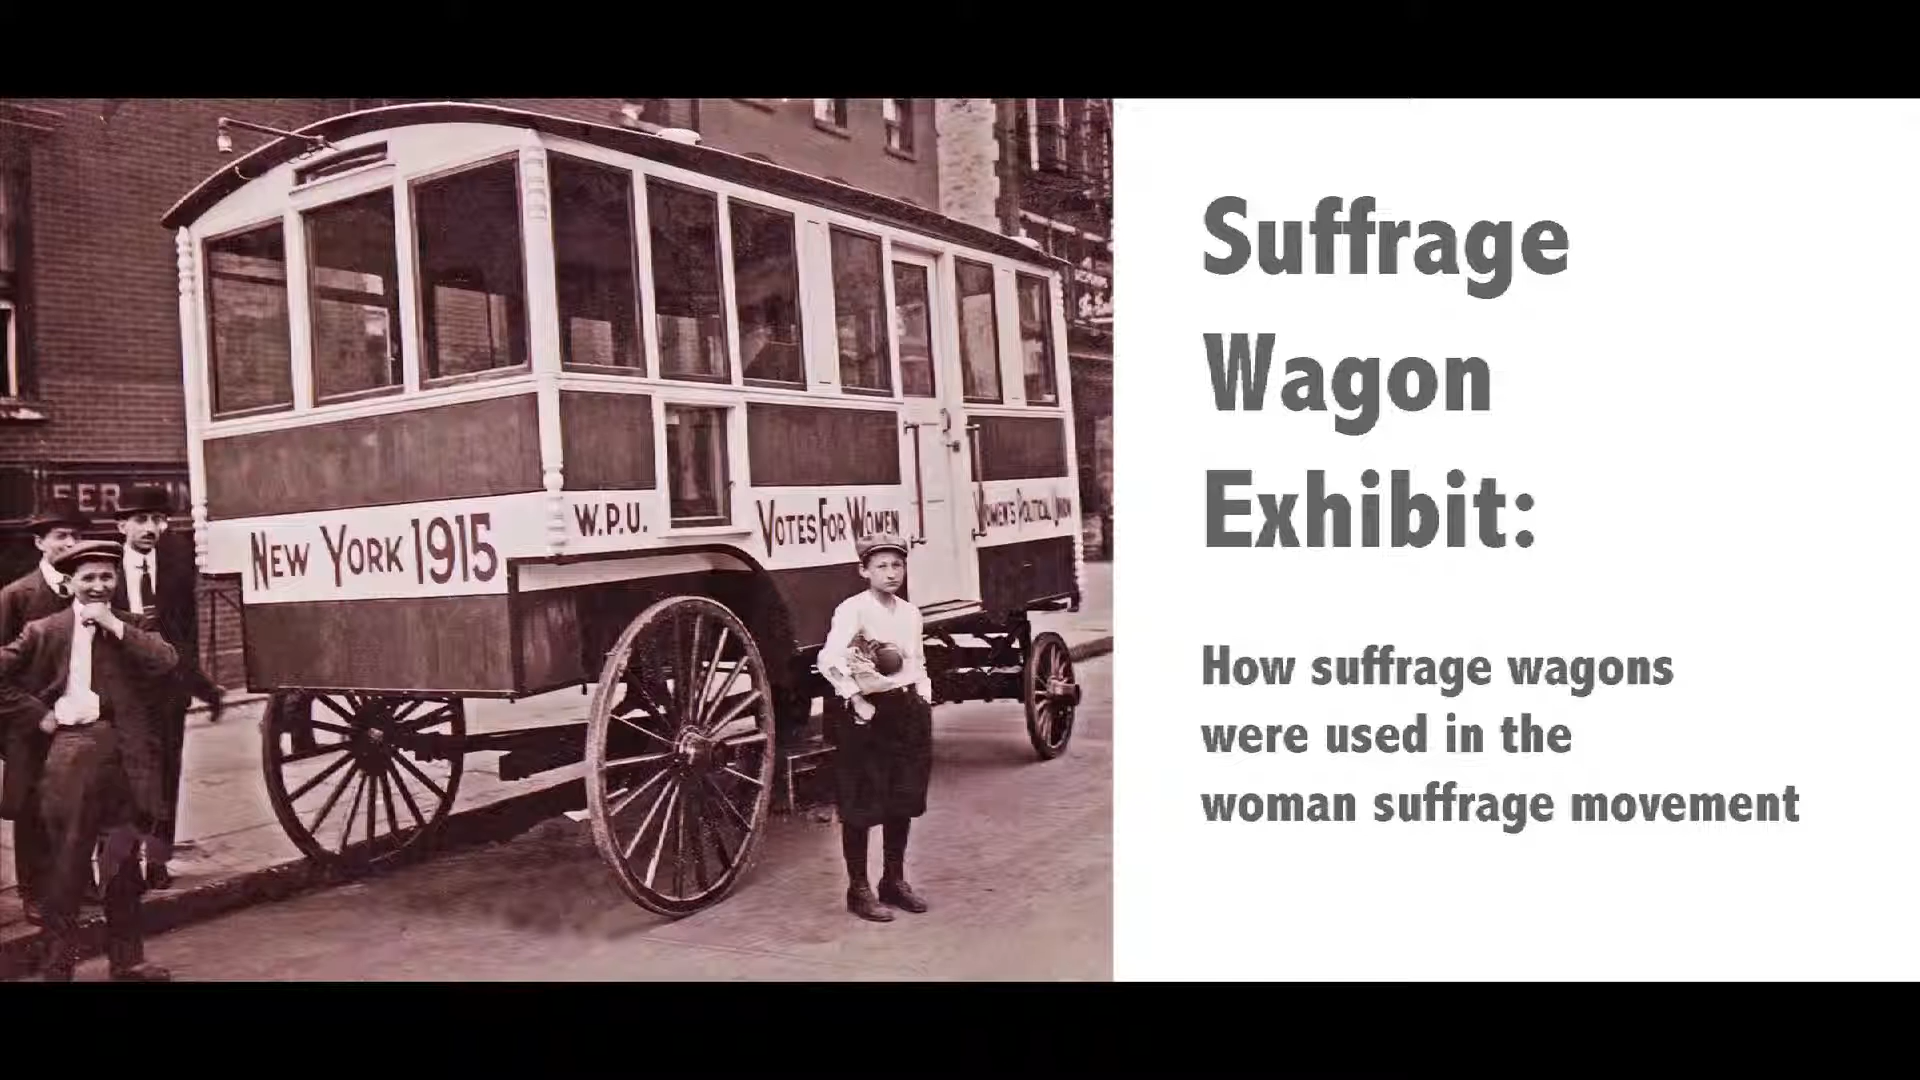 NEW YORK 1915
W.P.U.
VOTES FOR WOMEN
WOMEN'S POLITICAL UNION
Suffrage
Wagon
Exhibit:
How suffrage wagons
were used in the
woman suffrage movement